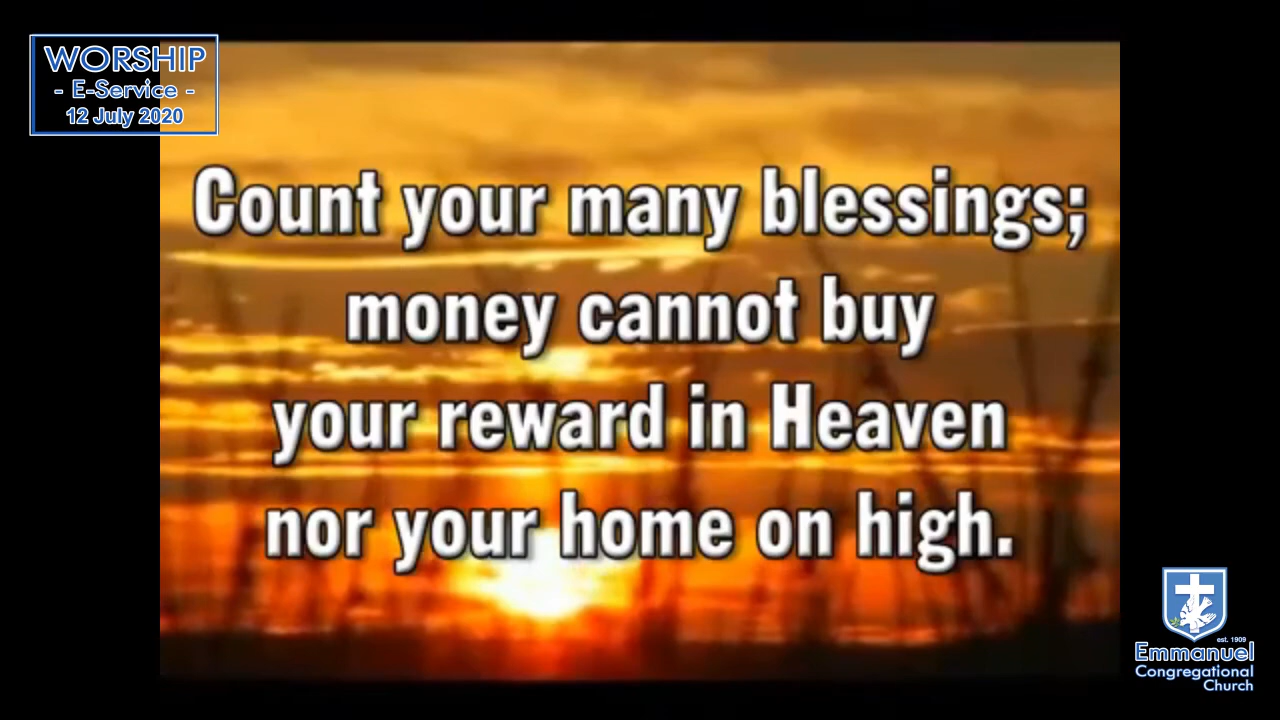 WORSHIP
- E-Service -
12 July 2020
Count your many blessings;
money cannot buy
your reward in Heaven
nor your home on high.
est. 1909
Emmanuel
Congregational
Church